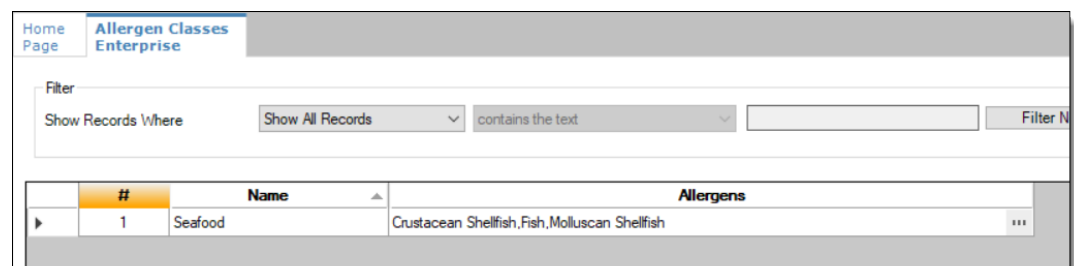 Home Page
Allergen Classes Enterprise
Filter
Show Records Where Show All Records contains the text Filter N
# Name Allergens
1 Seafood Crustacean Shellfish,Fish,Molluscan Shellfish ...